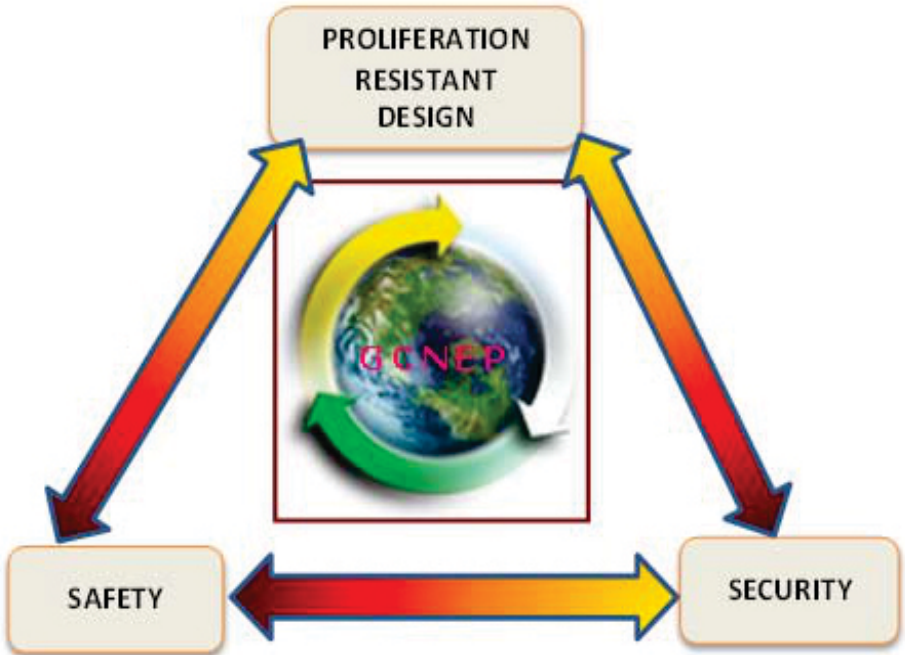 PROLIFERATION
RESISTANT
DESIGN
GCNEP
SAFETY
SECURITY